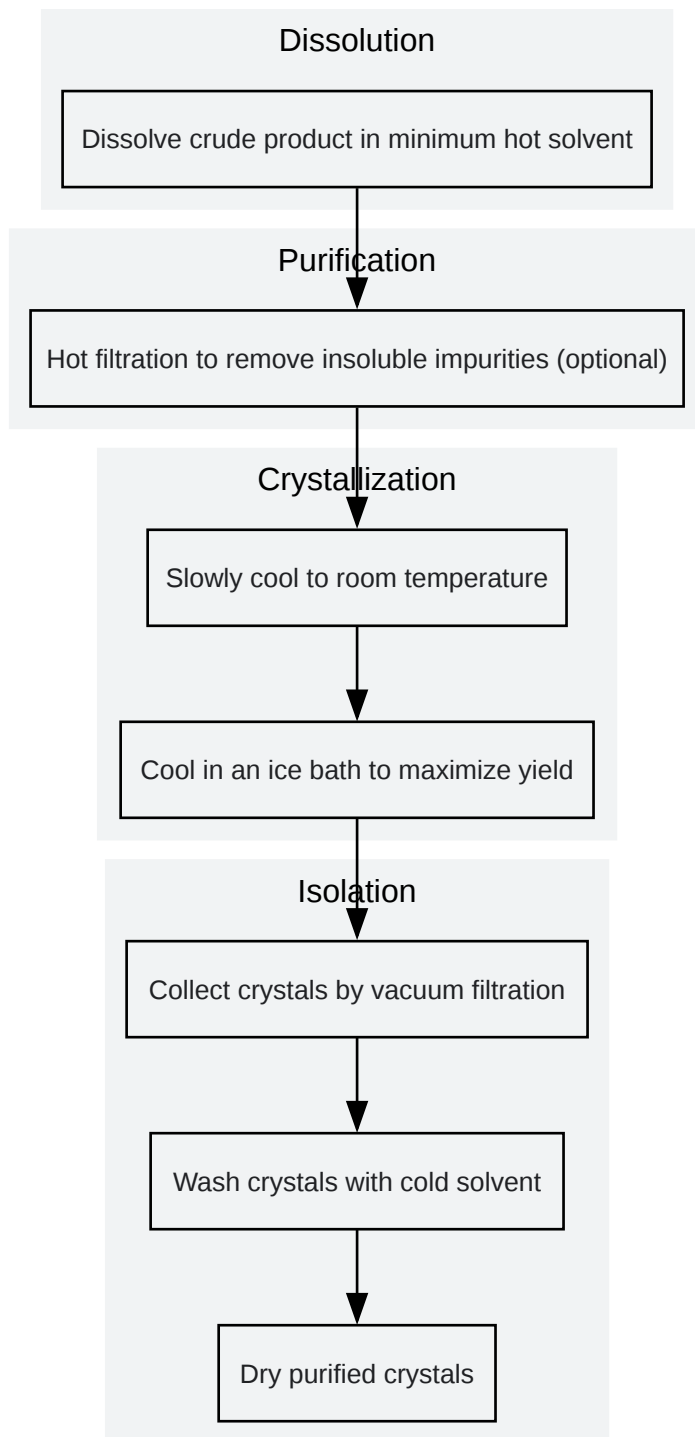 Dissolution
Dissolve crude product in minimum hot solvent
Purification
Hot filtration to remove insoluble impurities (optional)
Crystallization
Slowly cool to room temperature
Cool in an ice bath to maximize yield
Isolation
Collect crystals by vacuum filtration
Wash crystals with cold solvent
Dry purified crystals